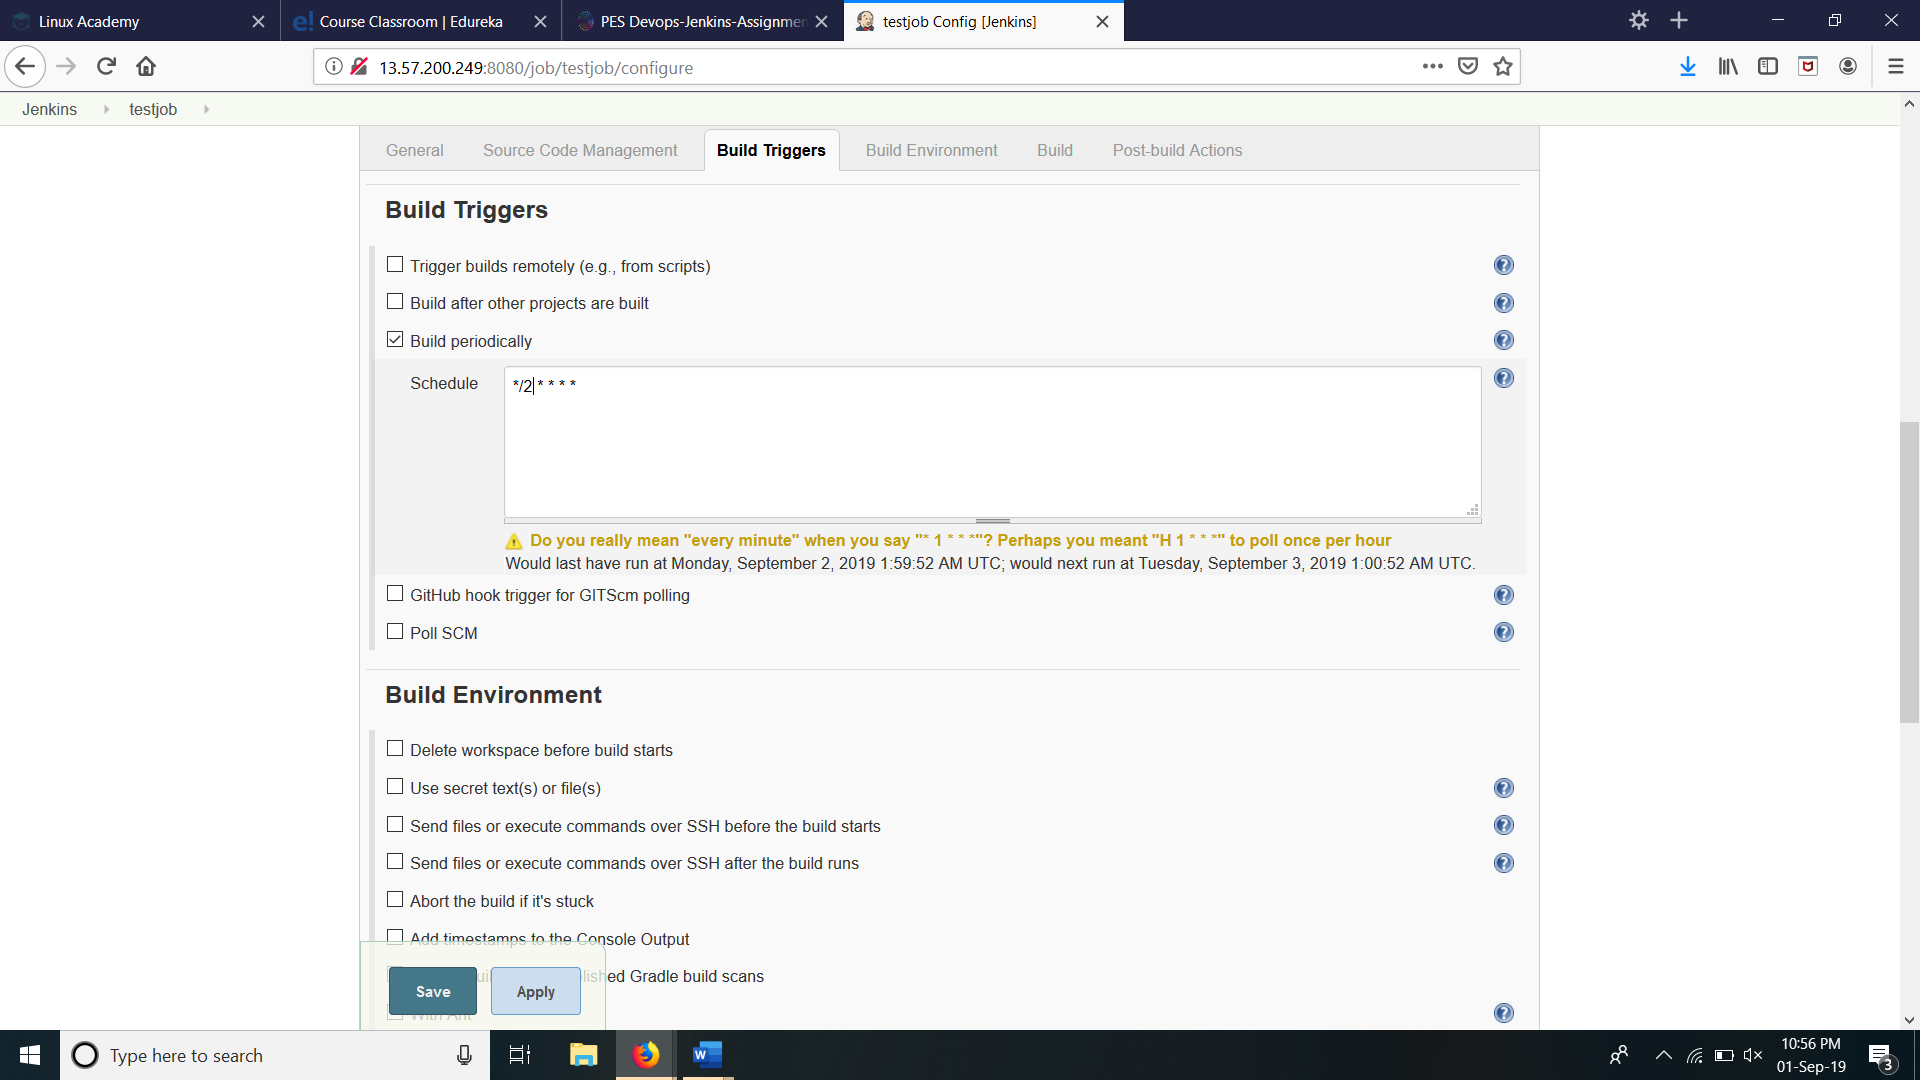 Linux Academy
Course Classroom | Edureka
PES Devops-Jenkins-Assignmen
testjob Config [Jenkins]
13.57.200.249:8080/job/testjob/configure
Jenkins
testjob
General
Source Code Management
Build Triggers
Build Environment
Build
Post-build Actions
Build Triggers
Trigger builds remotely (e.g., from scripts)
Build after other projects are built
Build periodically
Schedule
*/2 * * * *
Do you really mean "every minute" when you say "* 1 * * *"? Perhaps you meant "H 1 * * *" to poll once per hour
Would last have run at Monday, September 2, 2019 1:59:52 AM UTC; would next run at Tuesday, September 3, 2019 1:00:52 AM UTC.
GitHub hook trigger for GITScm polling
Poll SCM
Build Environment
Delete workspace before build starts
Use secret text(s) or file(s)
Send files or execute commands over SSH before the build starts
Send files or execute commands over SSH after the build runs
Abort the build if it's stuck
Add timestamps to the Console Output
Gradle build scans
With Ant
Save
Apply
Type here to search
10:56 PM
01-Sep-19
3